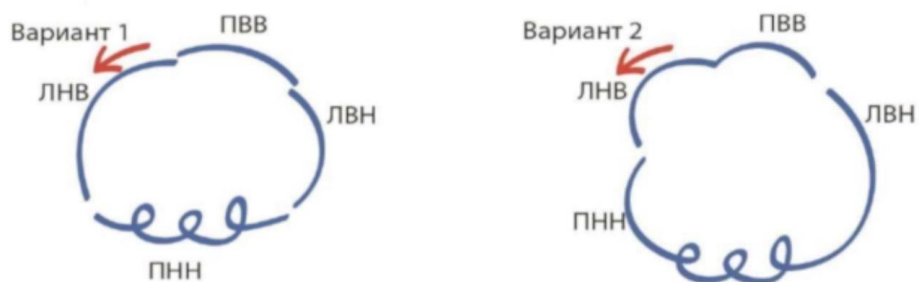 Вариант 1
ПВВ
ЛНВ
ЛВН
ПНН
Вариант 2
ПВВ
ЛНВ
ЛВН
ПНН